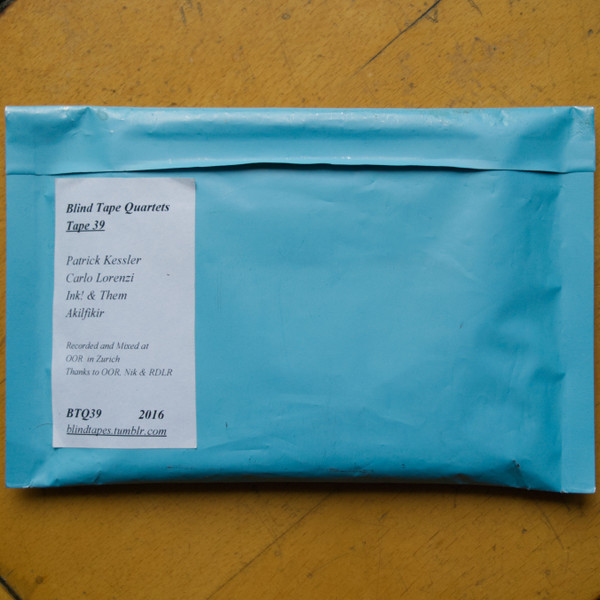 Blind Tape Quartets
Tape 39
Patrick Kessler
Carlo Lorenzi
Ink! & Them
Akilfikir
Recorded and Mixed at
OOR in Zurich
Thanks to OOR, Nik & RDLR
BTQ39 2016
blindtapes.tumblr.com